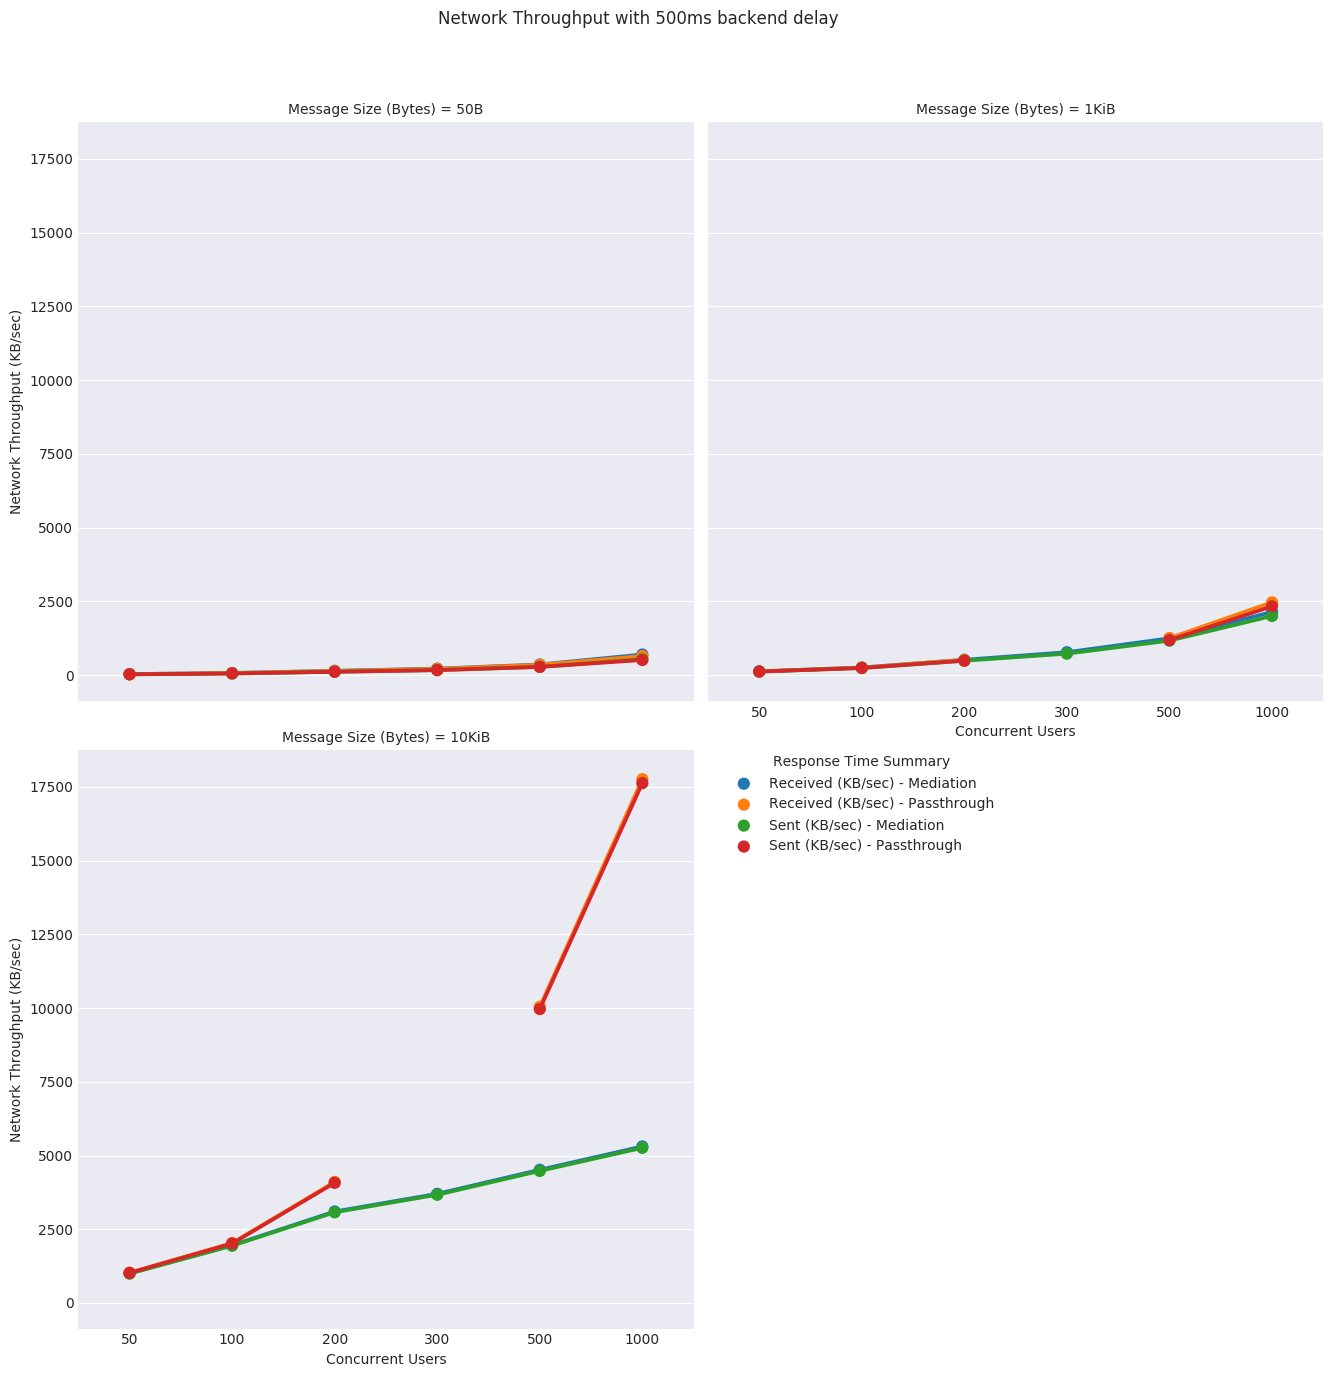 Network Throughput with 500ms backend delay
Message Size (Bytes) = 50B
17500
15000
12500
10000
7500
5000
2500
0
Network Throughput (KB/sec)
Message Size (Bytes) = 1KiB
50 100 200 300 500 1000
Concurrent Users
Message Size (Bytes) = 10KiB
17500
15000
12500
10000
7500
5000
2500
0
Network Throughput (KB/sec)
50 100 200 300 500 1000
Concurrent Users
Response Time Summary
Received (KB/sec) - Mediation
Received (KB/sec) - Passthrough
Sent (KB/sec) - Mediation
Sent (KB/sec) - Passthrough